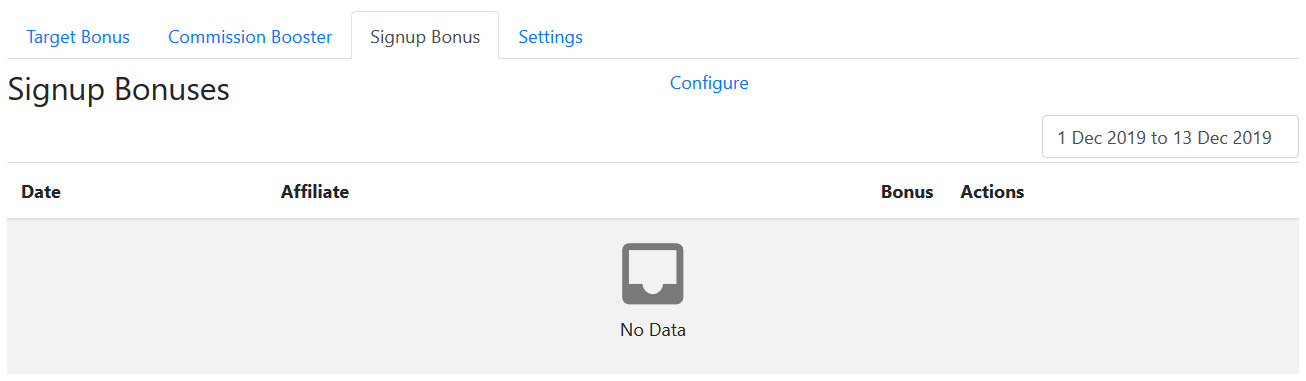 Target Bonus Commission Booster Signup Bonus Settings
Signup Bonuses Configure
1 Dec 2019 to 13 Dec 2019
Date Affiliate Bonus Actions
No Data